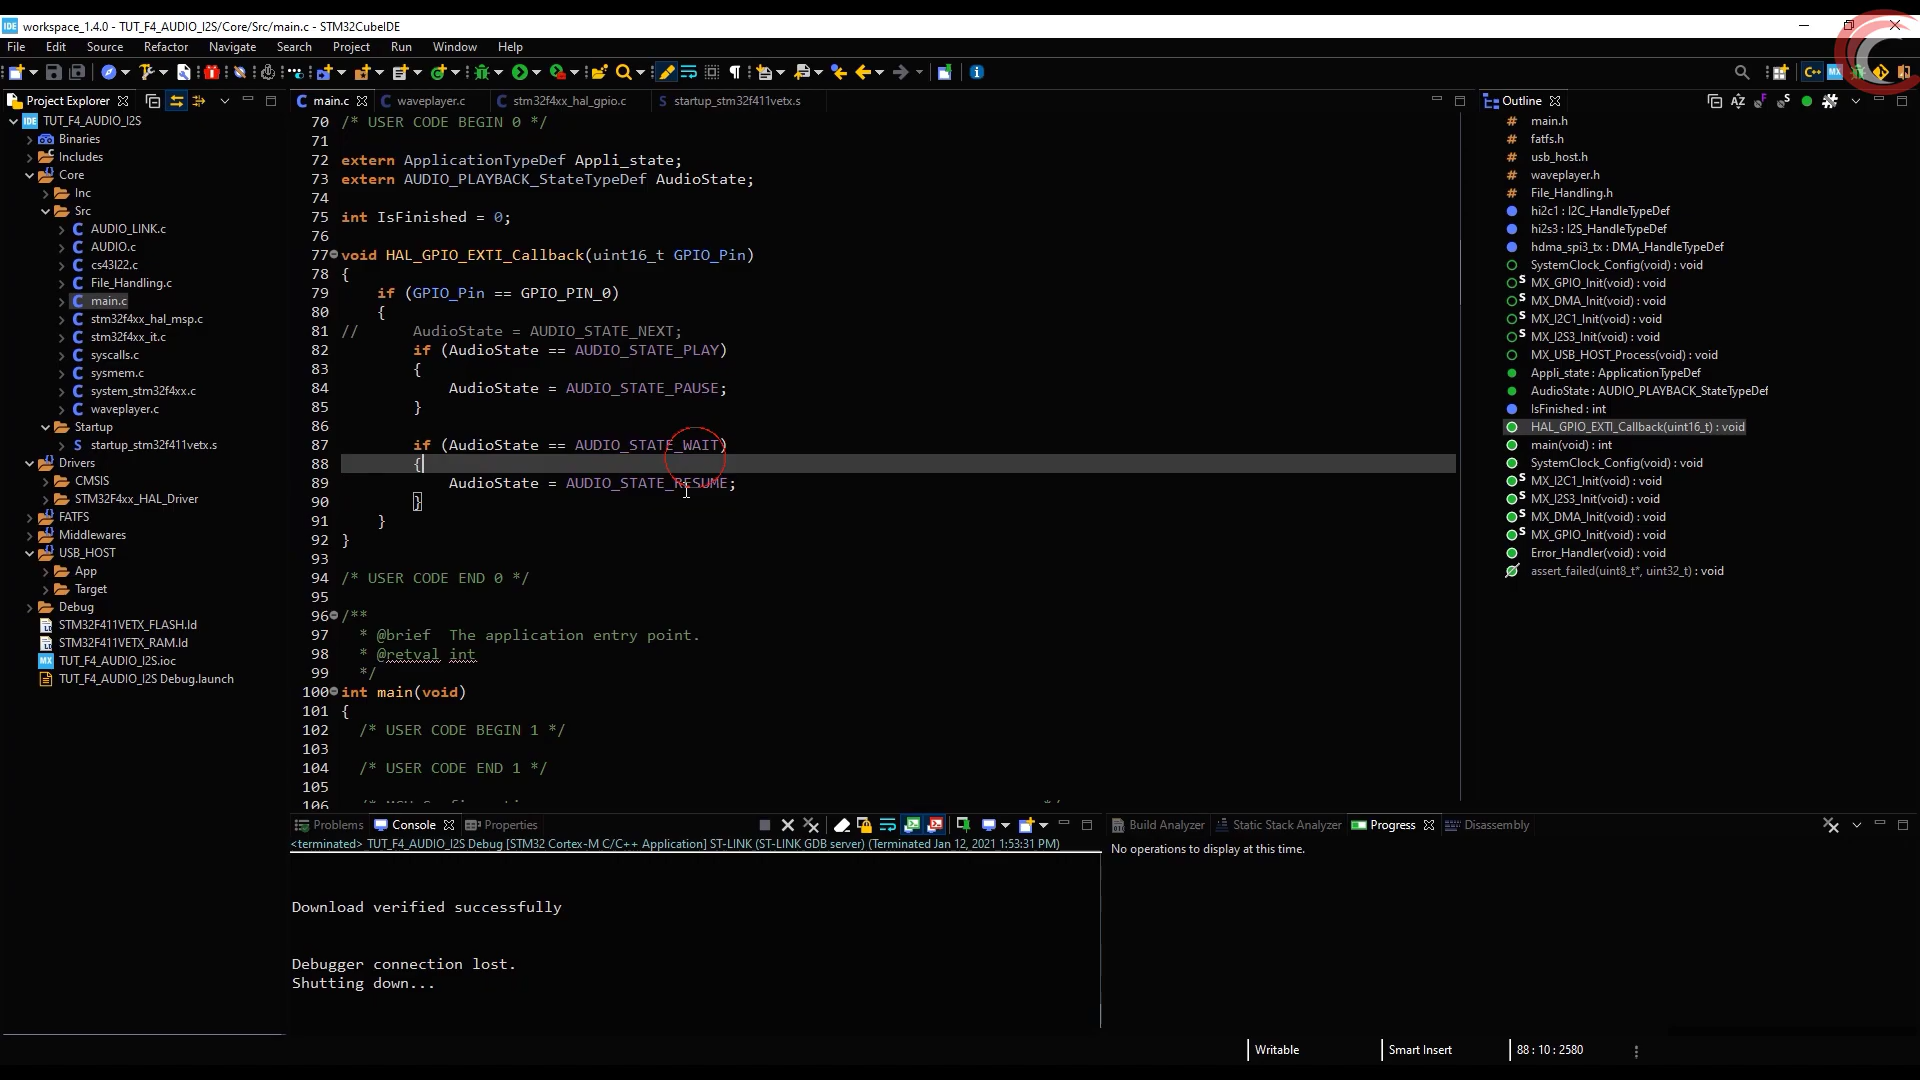 IDE workspace_1.4.0 - TUT_F4_AUDIO_I2S/Core/Src/main.c - STM32CubeIDE
File Edit Source Refactor Navigate Search Project Run Window Help
Project Explorer
main.c waveplayer.c stm32f4xx_hal_gpio.c startup_stm32f411vetx.s
Outline
IDE TUT_F4_AUDIO_I2S
Binaries
Includes
Core
Inc
Src
AUDIO_LINK.c
AUDIO.c
cs43l22.c
File_Handling.c
main.c
stm32f4xx_hal_msp.c
stm32f4xx_it.c
syscalls.c
sysmem.c
system_stm32f4xx.c
waveplayer.c
Startup
startup_stm32f411vetx.s
Drivers
CMSIS
STM32F4xx_HAL_Driver
FATFS
Middlewares
USB_HOST
App
Target
Debug
STM32F411VETX_FLASH.ld
STM32F411VETX_RAM.ld
MX TUT_F4_AUDIO_I2S.ioc
TUT_F4_AUDIO_I2S Debug.launch
70 /* USER CODE BEGIN 0 */
71
72 extern ApplicationTypeDef Appli_state;
73 extern AUDIO_PLAYBACK_StateTypeDef AudioState;
74
75 int IsFinished = 0;
76
77 void HAL_GPIO_EXTI_Callback(uint16_t GPIO_Pin)
78 {
79 if (GPIO_Pin == GPIO_PIN_0)
80 {
81 // AudioState = AUDIO_STATE_NEXT;
82 if (AudioState == AUDIO_STATE_PLAY)
83 {
84 AudioState = AUDIO_STATE_PAUSE;
85 }
86
87 if (AudioState == AUDIO_STATE_WAIT)
88 {
89 AudioState = AUDIO_STATE_RESUME;
90 }
91 }
92 }
93
94 /* USER CODE END 0 */
95
96 /**
97 * @brief The application entry point.
98 * @retval int
99 */
100 int main(void)
101 {
102 /* USER CODE BEGIN 1 */
103
104 /* USER CODE END 1 */
105
106
main.h
fatfs.h
usb_host.h
waveplayer.h
File_Handling.h
hi2c1 : I2C_HandleTypeDef
hi2s3 : I2S_HandleTypeDef
hdma_spi3_tx : DMA_HandleTypeDef
SystemClock_Config(void) : void
MX_GPIO_Init(void) : void
MX_DMA_Init(void) : void
MX_I2C1_Init(void) : void
MX_I2S3_Init(void) : void
MX_USB_HOST_Process(void) : void
Appli_state : ApplicationTypeDef
AudioState : AUDIO_PLAYBACK_StateTypeDef
IsFinished : int
HAL_GPIO_EXTI_Callback(uint16_t) : void
main(void) : int
SystemClock_Config(void) : void
MX_I2C1_Init(void) : void
MX_I2S3_Init(void) : void
MX_DMA_Init(void) : void
MX_GPIO_Init(void) : void
Error_Handler(void) : void
assert_failed(uint8_t*, uint32_t) : void
Problems Console Properties
<terminated> TUT_F4_AUDIO_I2S Debug [STM32 Cortex-M C/C++ Application] ST-LINK (ST-LINK GDB server) (Terminated Jan 12, 2021 1:53:31 PM)
Download verified successfully
Debugger connection lost.
Shutting down...
Build Analyzer Static Stack Analyzer Progress Disassembly
No operations to display at this time.
Writable Smart Insert 88 : 10 : 2580